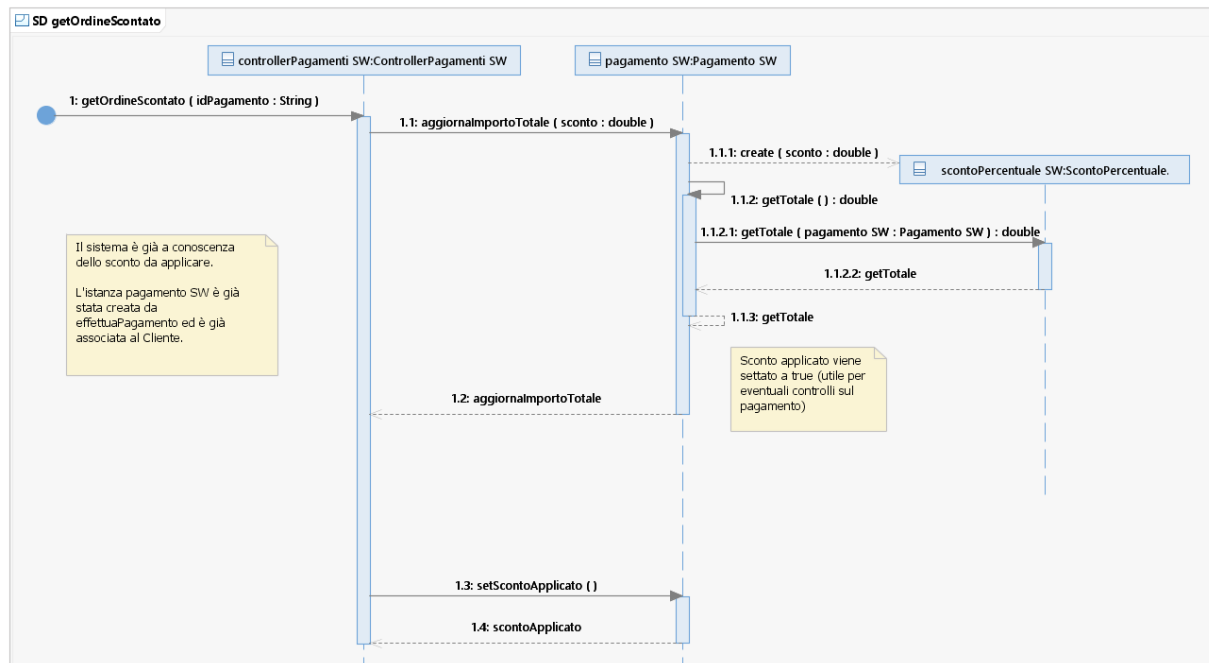 SD getOrdineScontato
controllerPagamenti SW:ControllerPagamenti SW
pagamento SW:Pagamento SW
1: getOrdineScontato ( idPagamento : String )
1.1: aggiornaImportoTotale ( sconto : double )
1.1.1: create ( sconto : double )
scontoPercentuale SW:ScontoPercentuale.
1.1.2: getTotale ( ) : double
1.1.2.1: getTotale ( pagamento SW : Pagamento SW ) : double
Il sistema è già a conoscenza
dello sconto da applicare.
L'istanza pagamento SW è già
stata creata da
effettuaPagamento ed è già
associata al Cliente.
1.1.2.2: getTotale
1.1.3: getTotale
Sconto applicato viene
settato a true (utile per
eventuali controlli sul
pagamento)
1.2: aggiornaImportoTotale
1.3: setScontoApplicato ( )
1.4: scontoApplicato